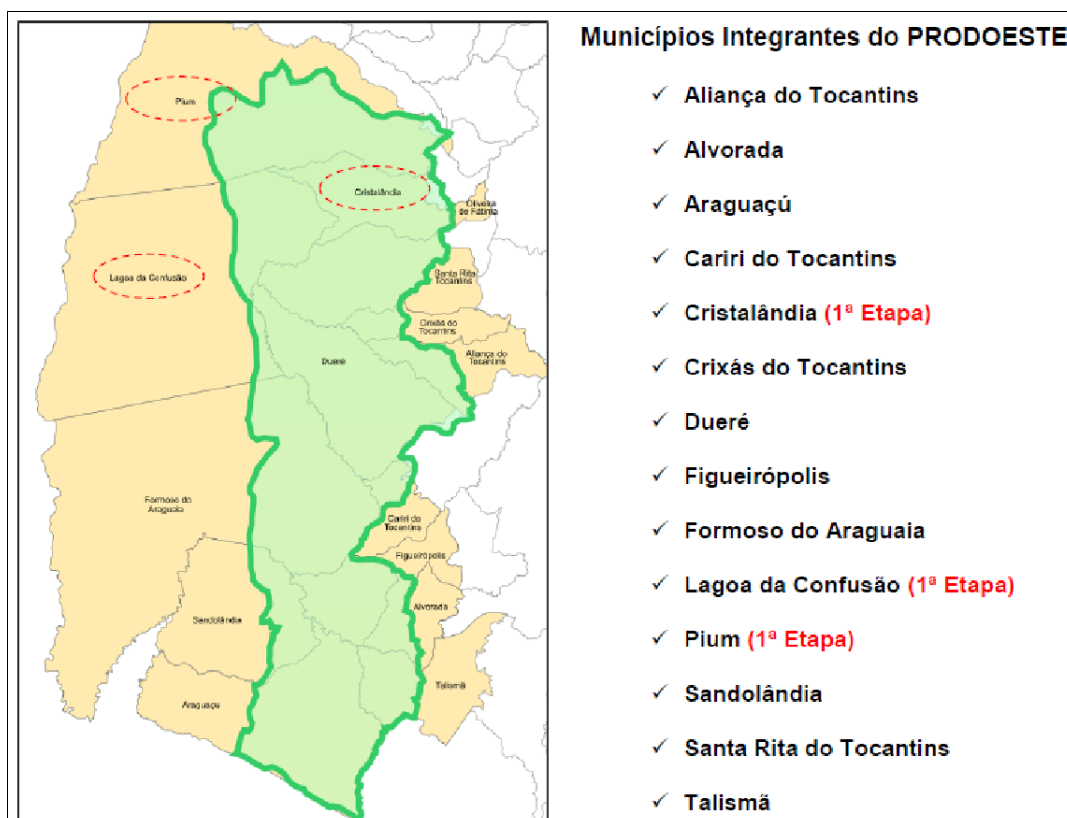 Pium
Cristalândia
Oliveira
de Fátima
Lagoa da Confusão
Santa Rita
Tocantins
Crixás do
Tocantins
Aliança do
Tocantins
Dueré
Formoso do
Araguaia
Cariri do
Tocantins
Figueirópolis
Alvorada
Sandolândia
Talismã
Araguaçu
Municípios Integrantes do PRODOESTE
✓ Aliança do Tocantins
✓ Alvorada
✓ Araguaçú
✓ Cariri do Tocantins
✓ Cristalândia (1ª Etapa)
✓ Crixás do Tocantins
✓ Dueré
✓ Figueirópolis
✓ Formoso do Araguaia
✓ Lagoa da Confusão (1ª Etapa)
✓ Pium (1ª Etapa)
✓ Sandolândia
✓ Santa Rita do Tocantins
✓ Talismã